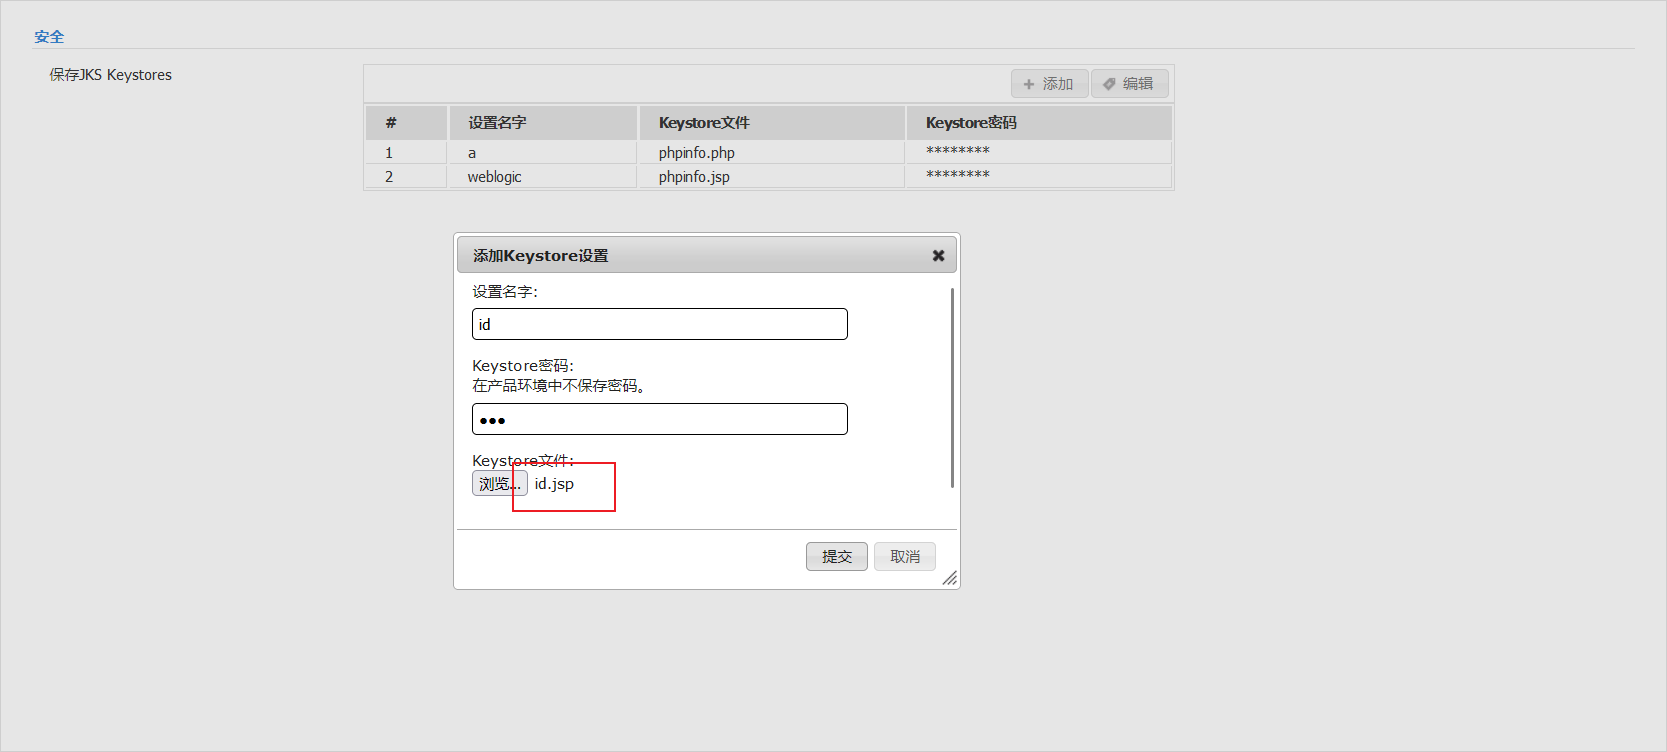 安全
保存JKS Keystores
添加 编辑
# 设置名字 Keystore文件 Keystore密码
1 a phpinfo.php ********
2 weblogic phpinfo.jsp ********
添加Keystore设置
设置名字:
id
Keystore密码:
在产品环境中不保存密码。
●●●
Keystore文件:
浏览... id.jsp
提交 取消